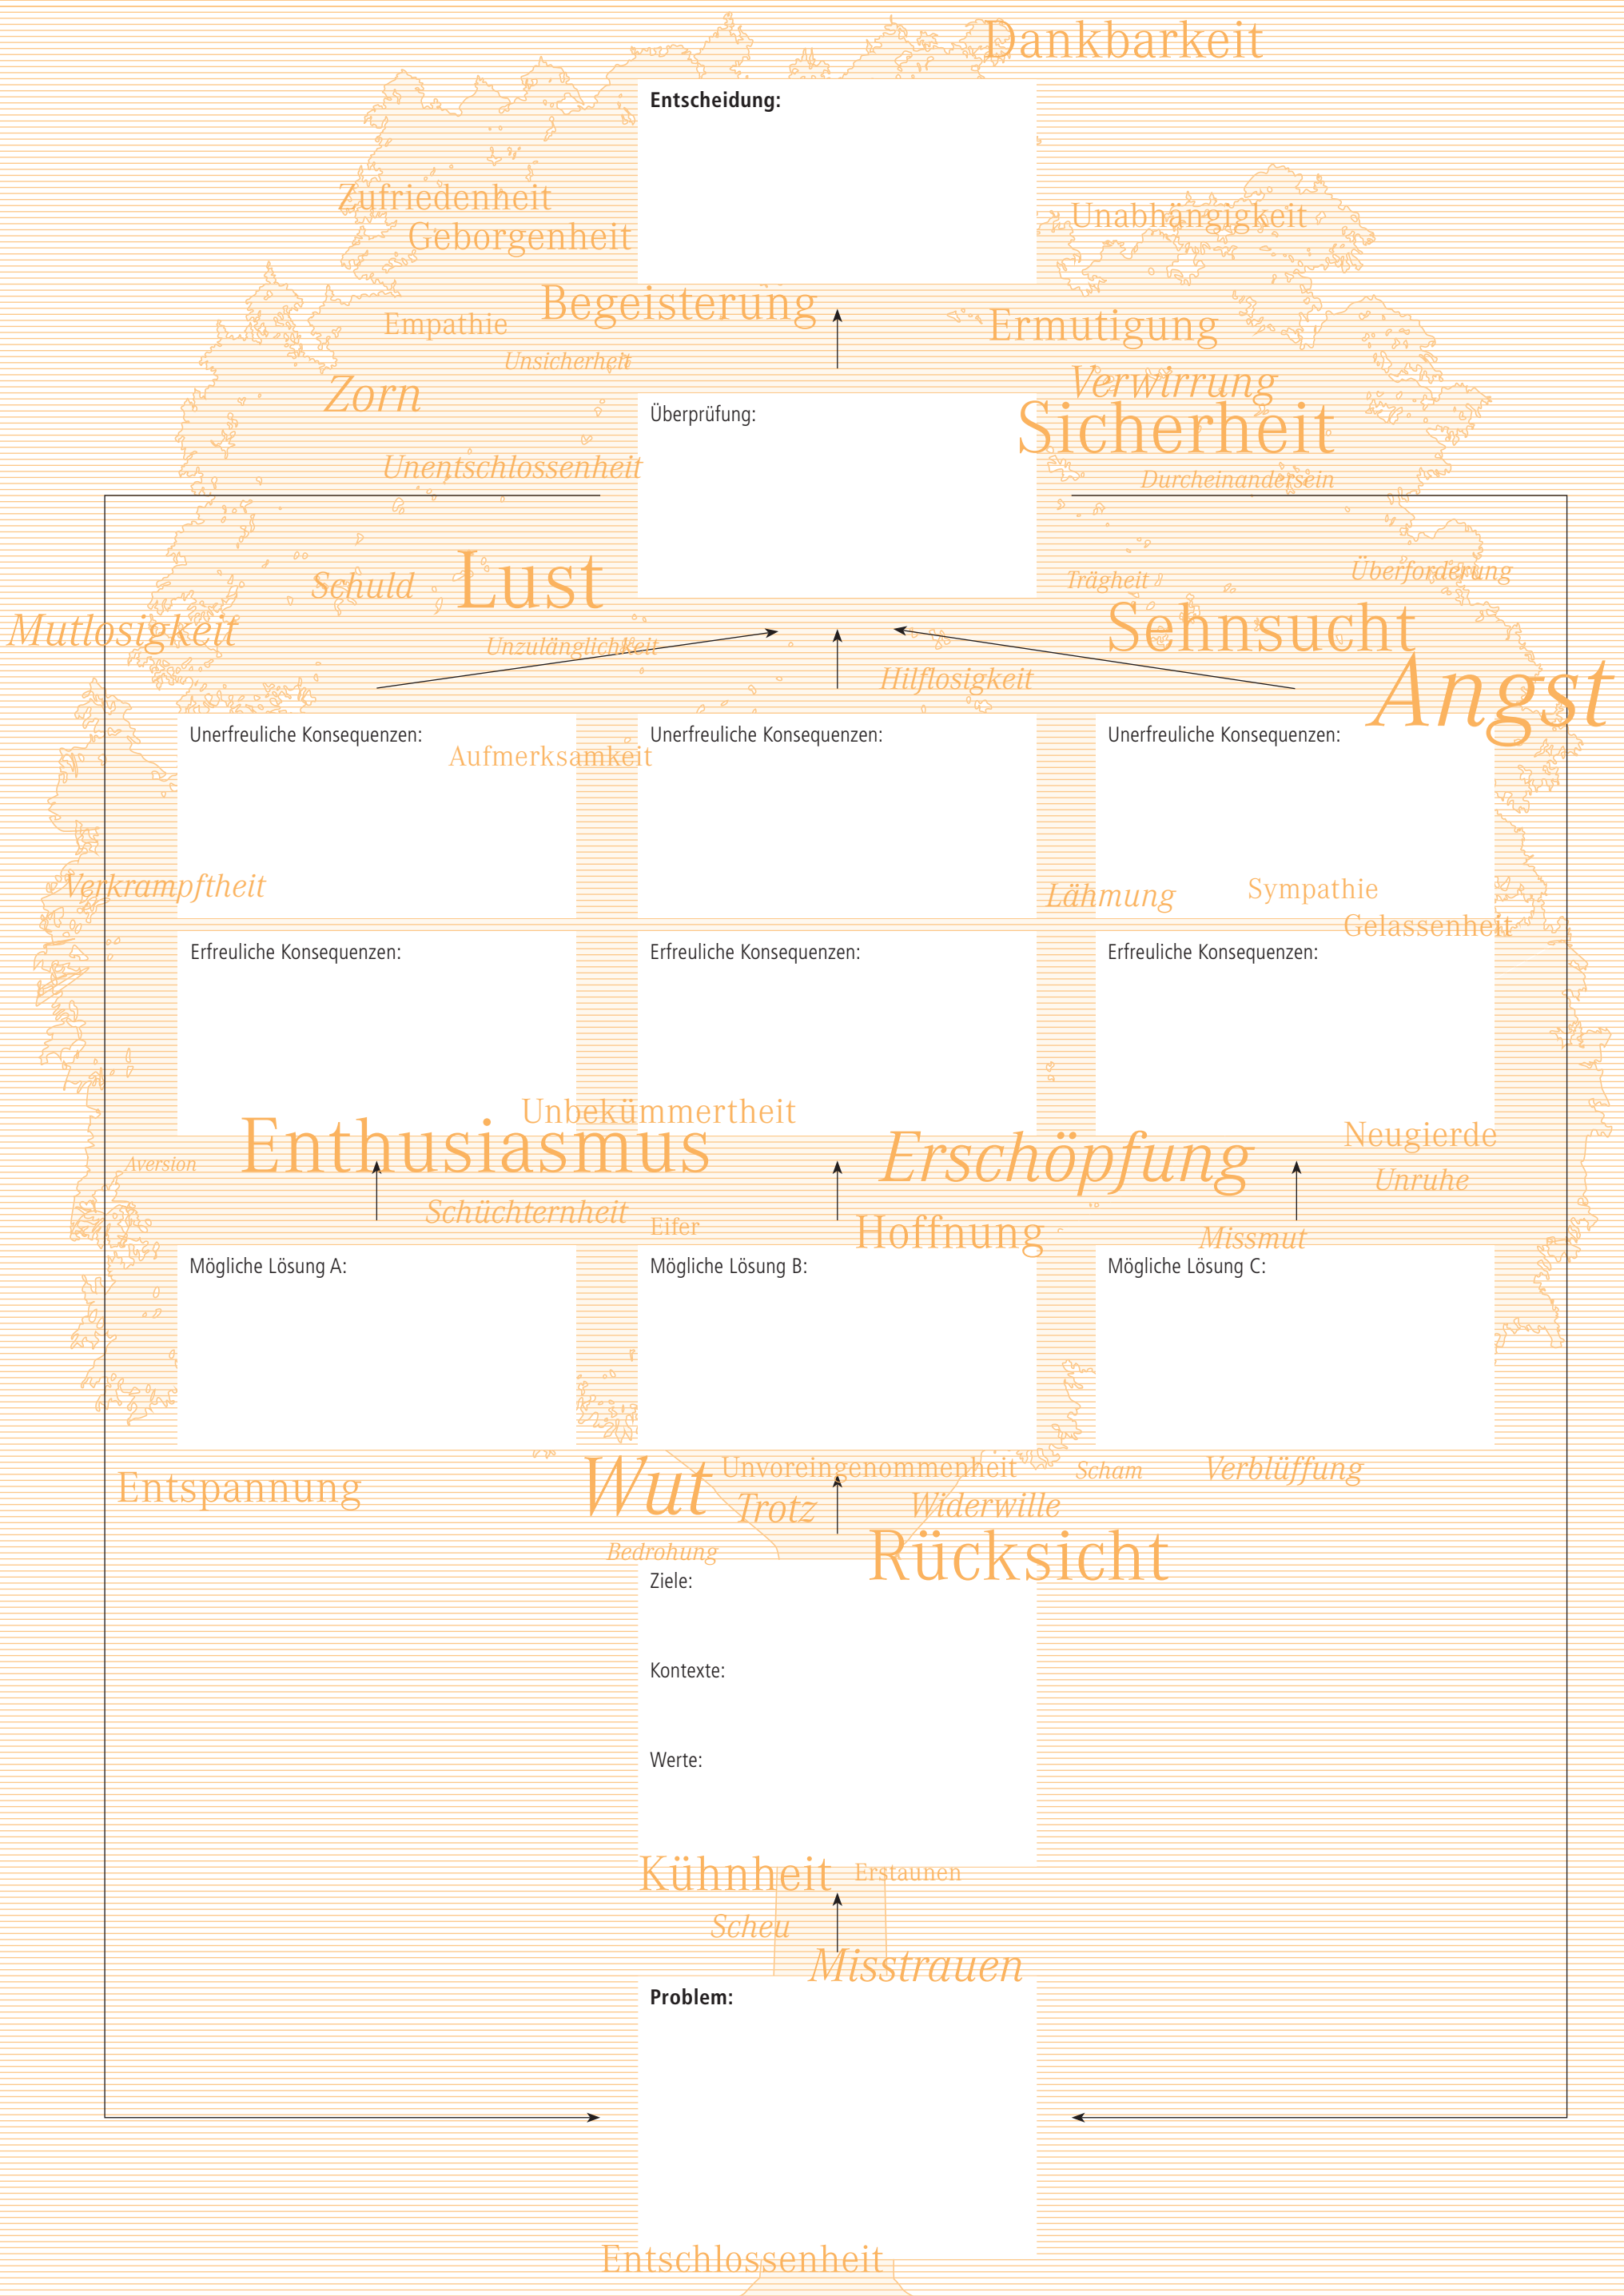 Dankbarkeit
Entscheidung:
Zufriedenheit
Unabhängigkeit
Geborgenheit
Begeisterung
Empathie
Ermutigung
Unsicherheit
Zorn
Verwirrung
Überprüfung:
Sicherheit
Unentschlossenheit
Durcheinandersein
Lust
Schuld
Trägheit
Überforderung
Mutlosigkeit
Sehnsucht
Unzulänglichkeit
Hilflosigkeit
Angst
Unerfreuliche Konsequenzen:
Unerfreuliche Konsequenzen:
Unerfreuliche Konsequenzen:
Aufmerksamkeit
Verkrampftheit
Lähmung
Sympathie
Gelassenheit
Erfreuliche Konsequenzen:
Erfreuliche Konsequenzen:
Erfreuliche Konsequenzen:
Unbekümmertheit
Enthusiasmus
Neugierde
Aversion
Erschöpfung
Unruhe
Schüchternheit
Eifer
Hoffnung
Missmut
Mögliche Lösung A:
Mögliche Lösung B:
Mögliche Lösung C:
Entspannung
Wut
Unvoreingenommenheit
Scham
Verblüffung
Trotz
Widerwille
Bedrohung
Rücksicht
Ziele:
Kontexte:
Werte:
Kühnheit
Erstaunen
Scheu
Misstrauen
Problem:
Entschlossenheit